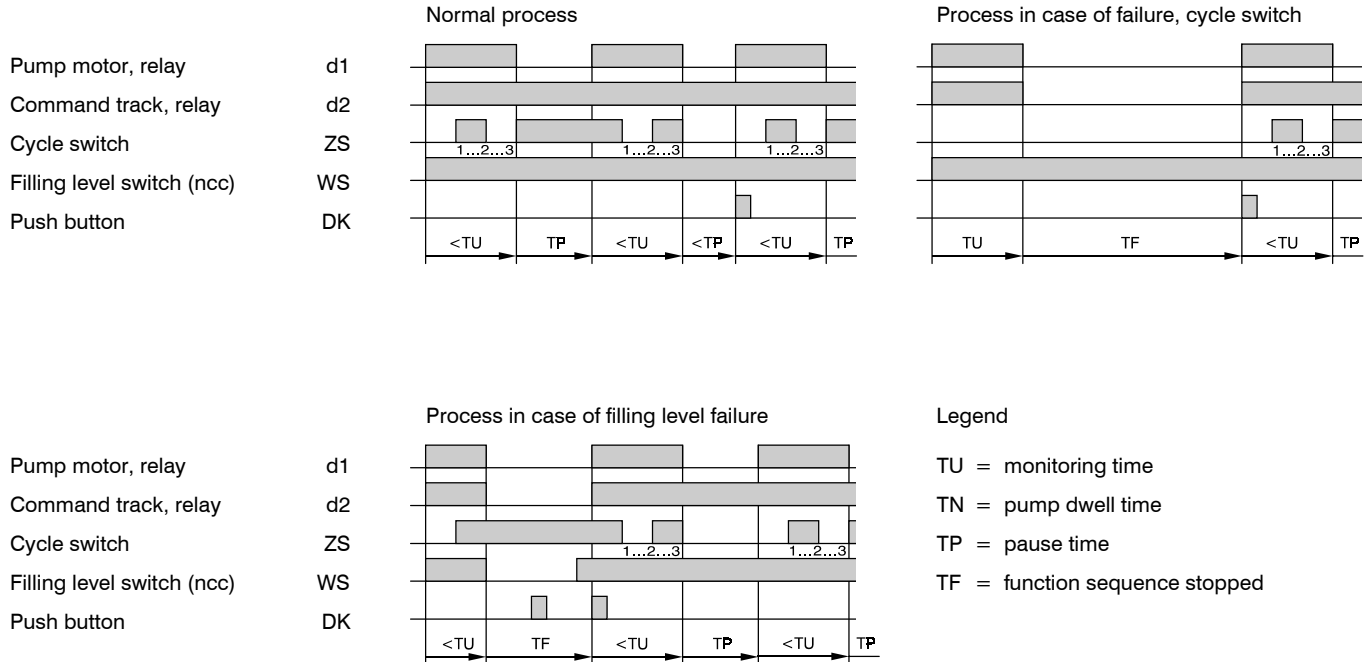 Normal process
Process in case of failure, cycle switch
Pump motor, relay d1
Command track, relay d2
Cycle switch ZS
1...2...3 1...2...3 1...2...3 1...2...3
Filling level switch (ncc) WS
Push button DK
<TU TP <TU <TP <TU TP TU TF <TU TP
Process in case of filling level failure
Legend
Pump motor, relay d1
TU = monitoring time
Command track, relay d2
TN = pump dwell time
Cycle switch ZS
TP = pause time
1...2...3 1...2...3
Filling level switch (ncc) WS
TF = function sequence stopped
Push button DK
<TU TF <TU TP <TU TP